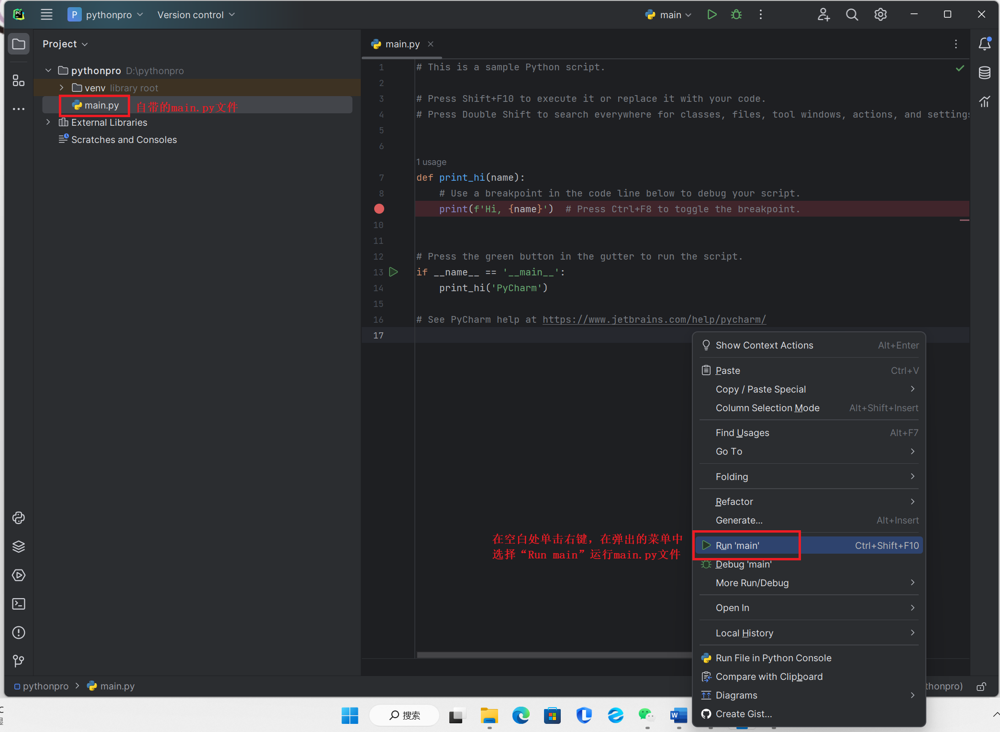 P pythonpro Version control main
Project
main.py
pythonpro D:\pythonpro
venv library root
main.py 自带的main.py文件
External Libraries
Scratches and Consoles
1 # This is a sample Python script.
2
3 # Press Shift+F10 to execute it or replace it with your code.
4 # Press Double Shift to search everywhere for classes, files, tool windows, actions, and settings
5
6
1 usage
7 def print_hi(name):
8 # Use a breakpoint in the code line below to debug your script.
print(f'Hi, {name}') # Press Ctrl+F8 to toggle the breakpoint.
10
11
12 # Press the green button in the gutter to run the script.
13 if __name__ == '__main__':
14 print_hi('PyCharm')
15
16 # See PyCharm help at https://www.jetbrains.com/help/pycharm/
17
Show Context Actions Alt+Enter
Paste Ctrl+V
Copy / Paste Special
Column Selection Mode Alt+Shift+Insert
Find Usages Alt+F7
Go To
Folding
Refactor
Generate... Alt+Insert
在空白处单击右键，在弹出的菜单中
选择“Run main”运行main.py文件
Run 'main' Ctrl+Shift+F10
Debug 'main'
More Run/Debug
Open In
Local History
Run File in Python Console
Compare with Clipboard
Diagrams
Create Gist...
pythonpro main.py
thonpro)
搜索